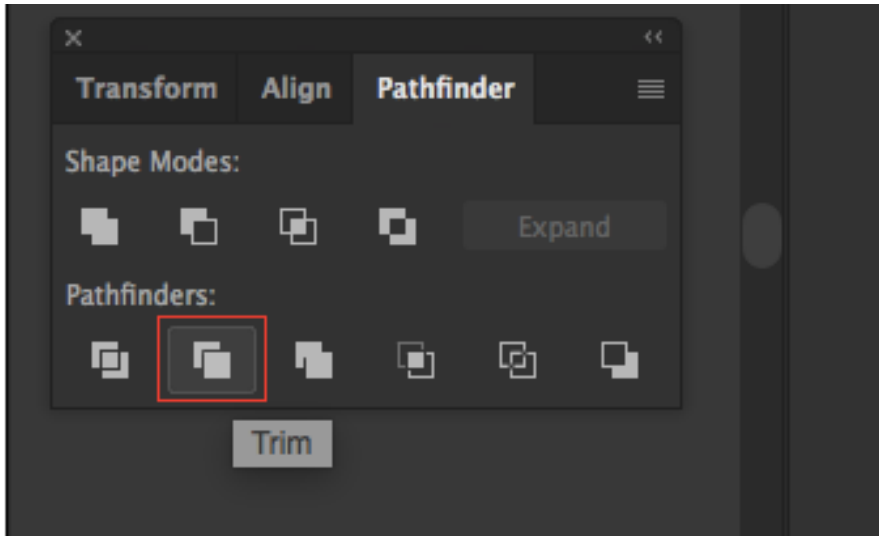 Transform Align Pathfinder
Shape Modes:
Expand
Pathfinders:
Trim